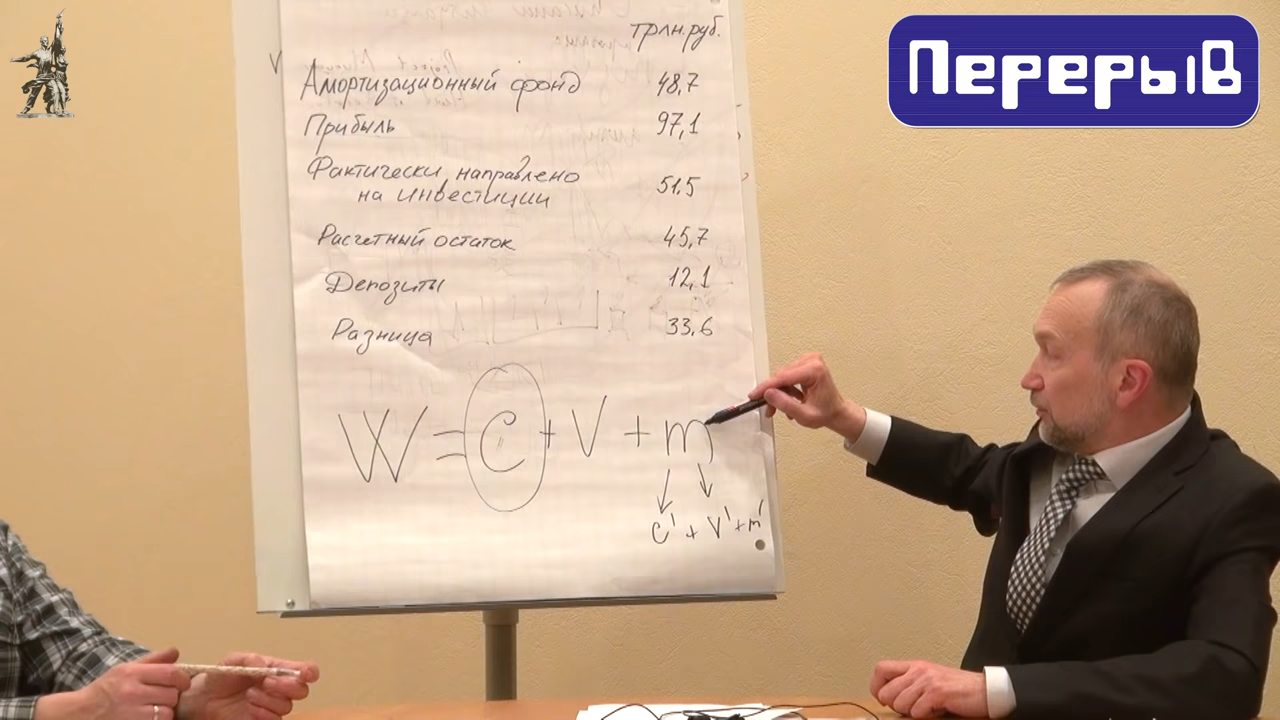 Перерыв
трлн.руб.
Амортизационный фонд 48,7
Прибыль 97,1
Фактически направлено
на инвестиции 51,5
Расчетный остаток 45,7
Депозиты 12,1
Разница 33,6
W = C + V + m
C' + V' + m'